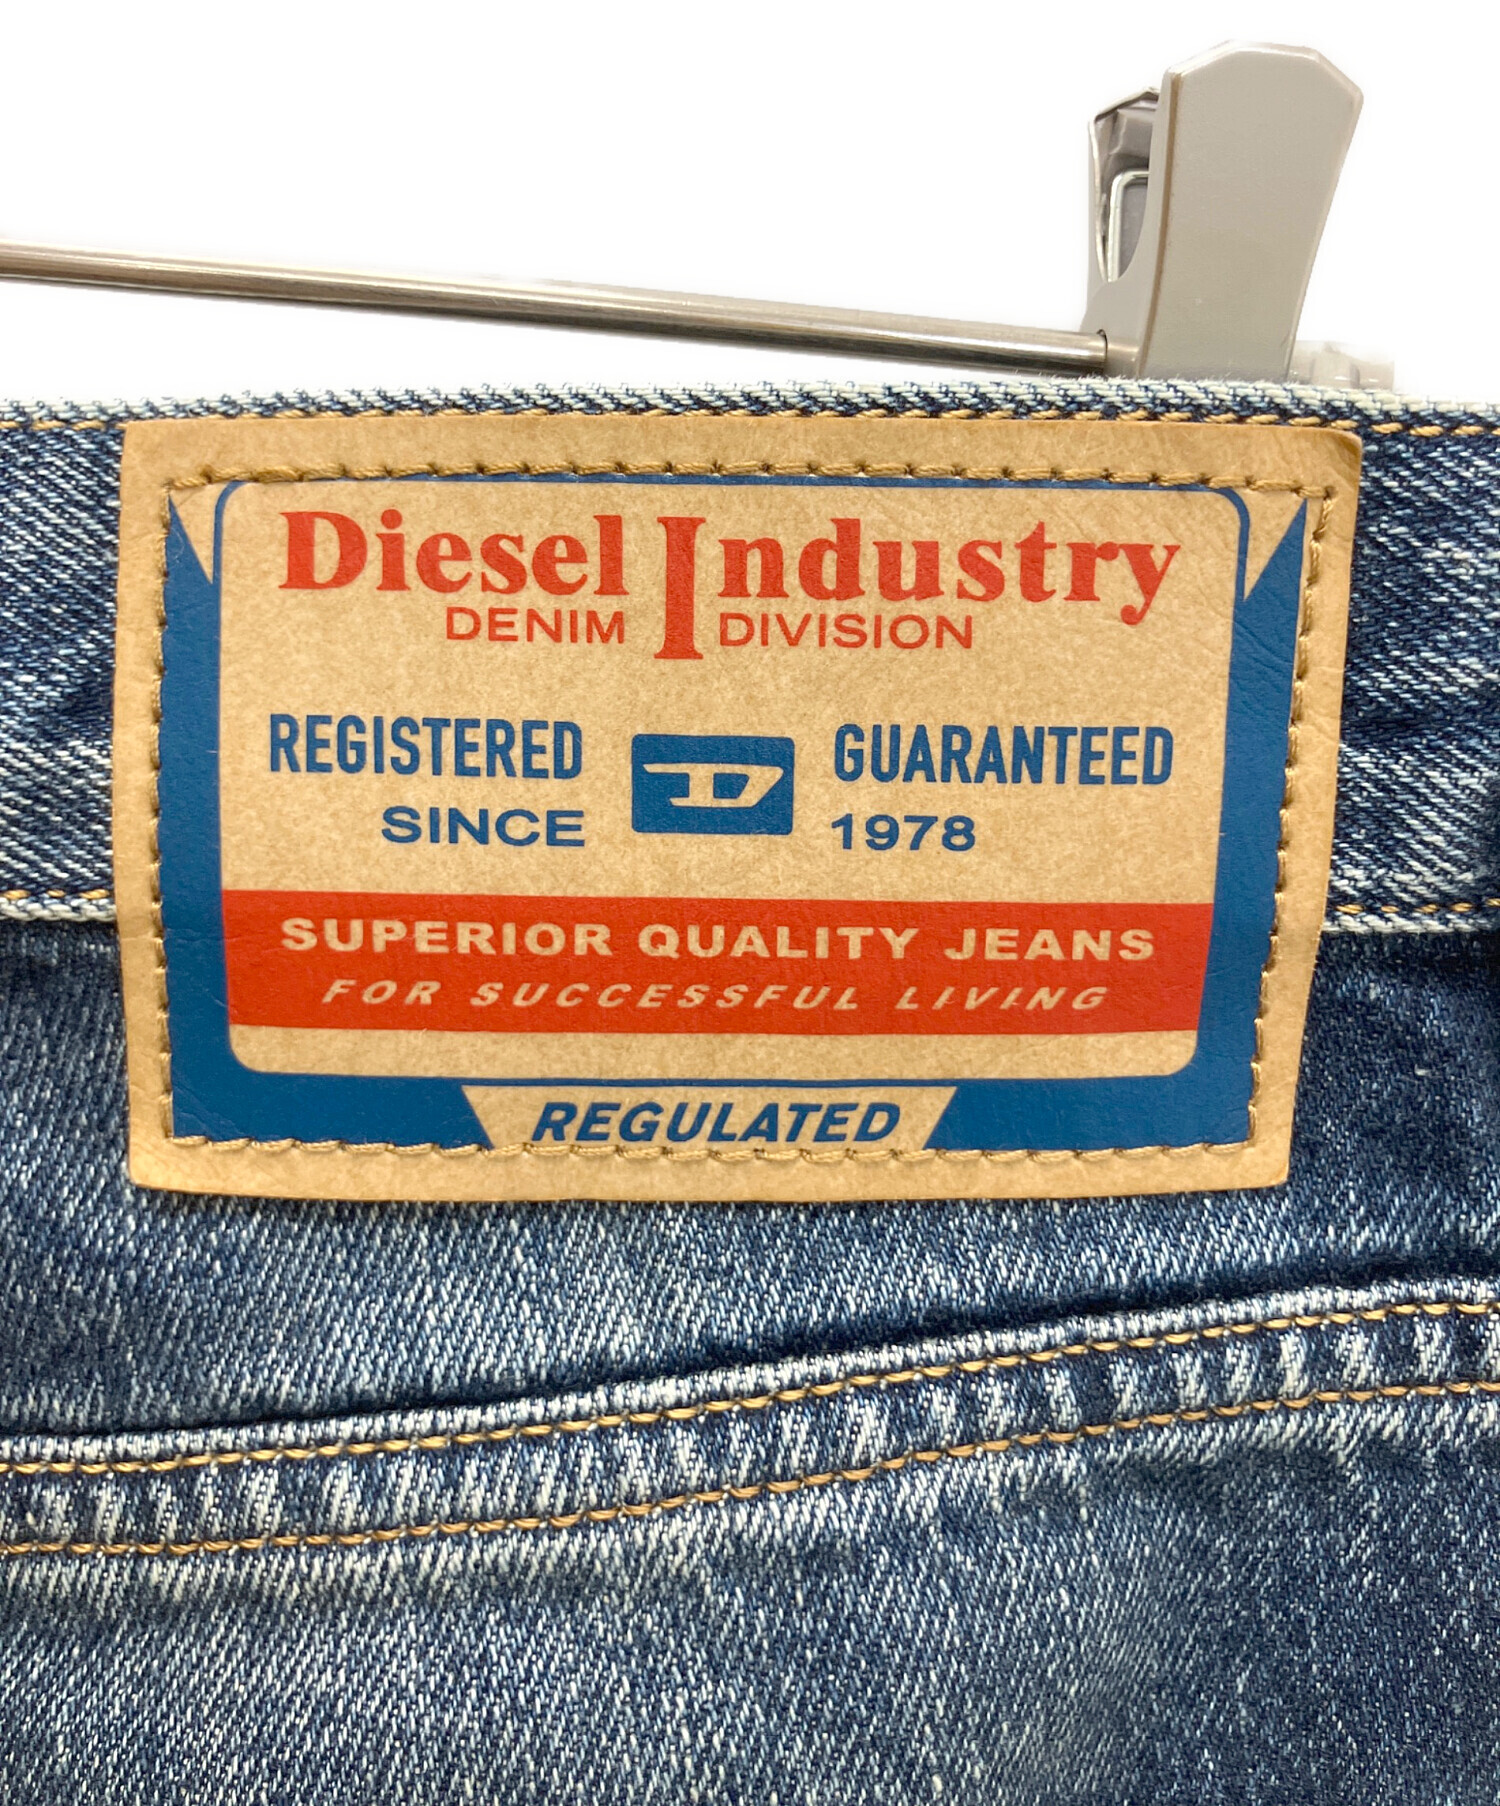 Diesel Industry
DENIM DIVISION
REGISTERED D GUARANTEED
SINCE 1978
SUPERIOR QUALITY JEANS
FOR SUCCESSFUL LIVING
REGULATED